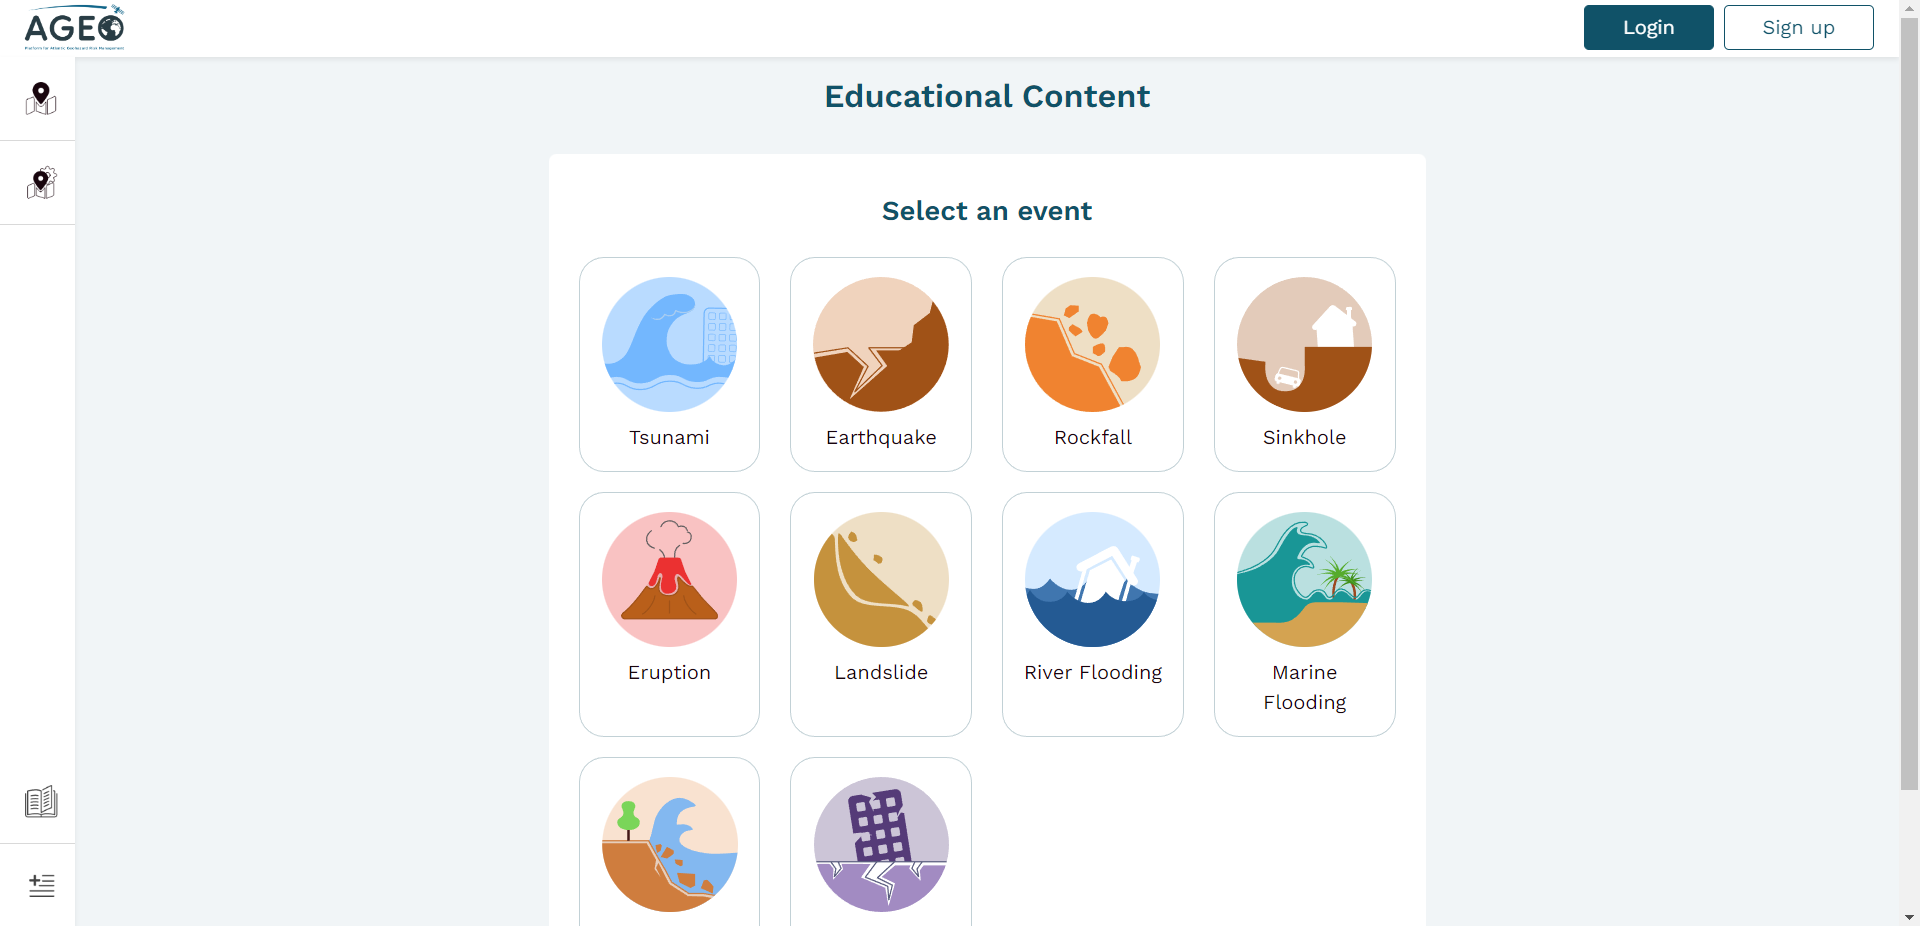 AGEO
Platform for Atlantic Geohazard Risk Management
Login
Sign up
Educational Content
Select an event
Tsunami
Earthquake
Rockfall
Sinkhole
Eruption
Landslide
River Flooding
Marine
Flooding